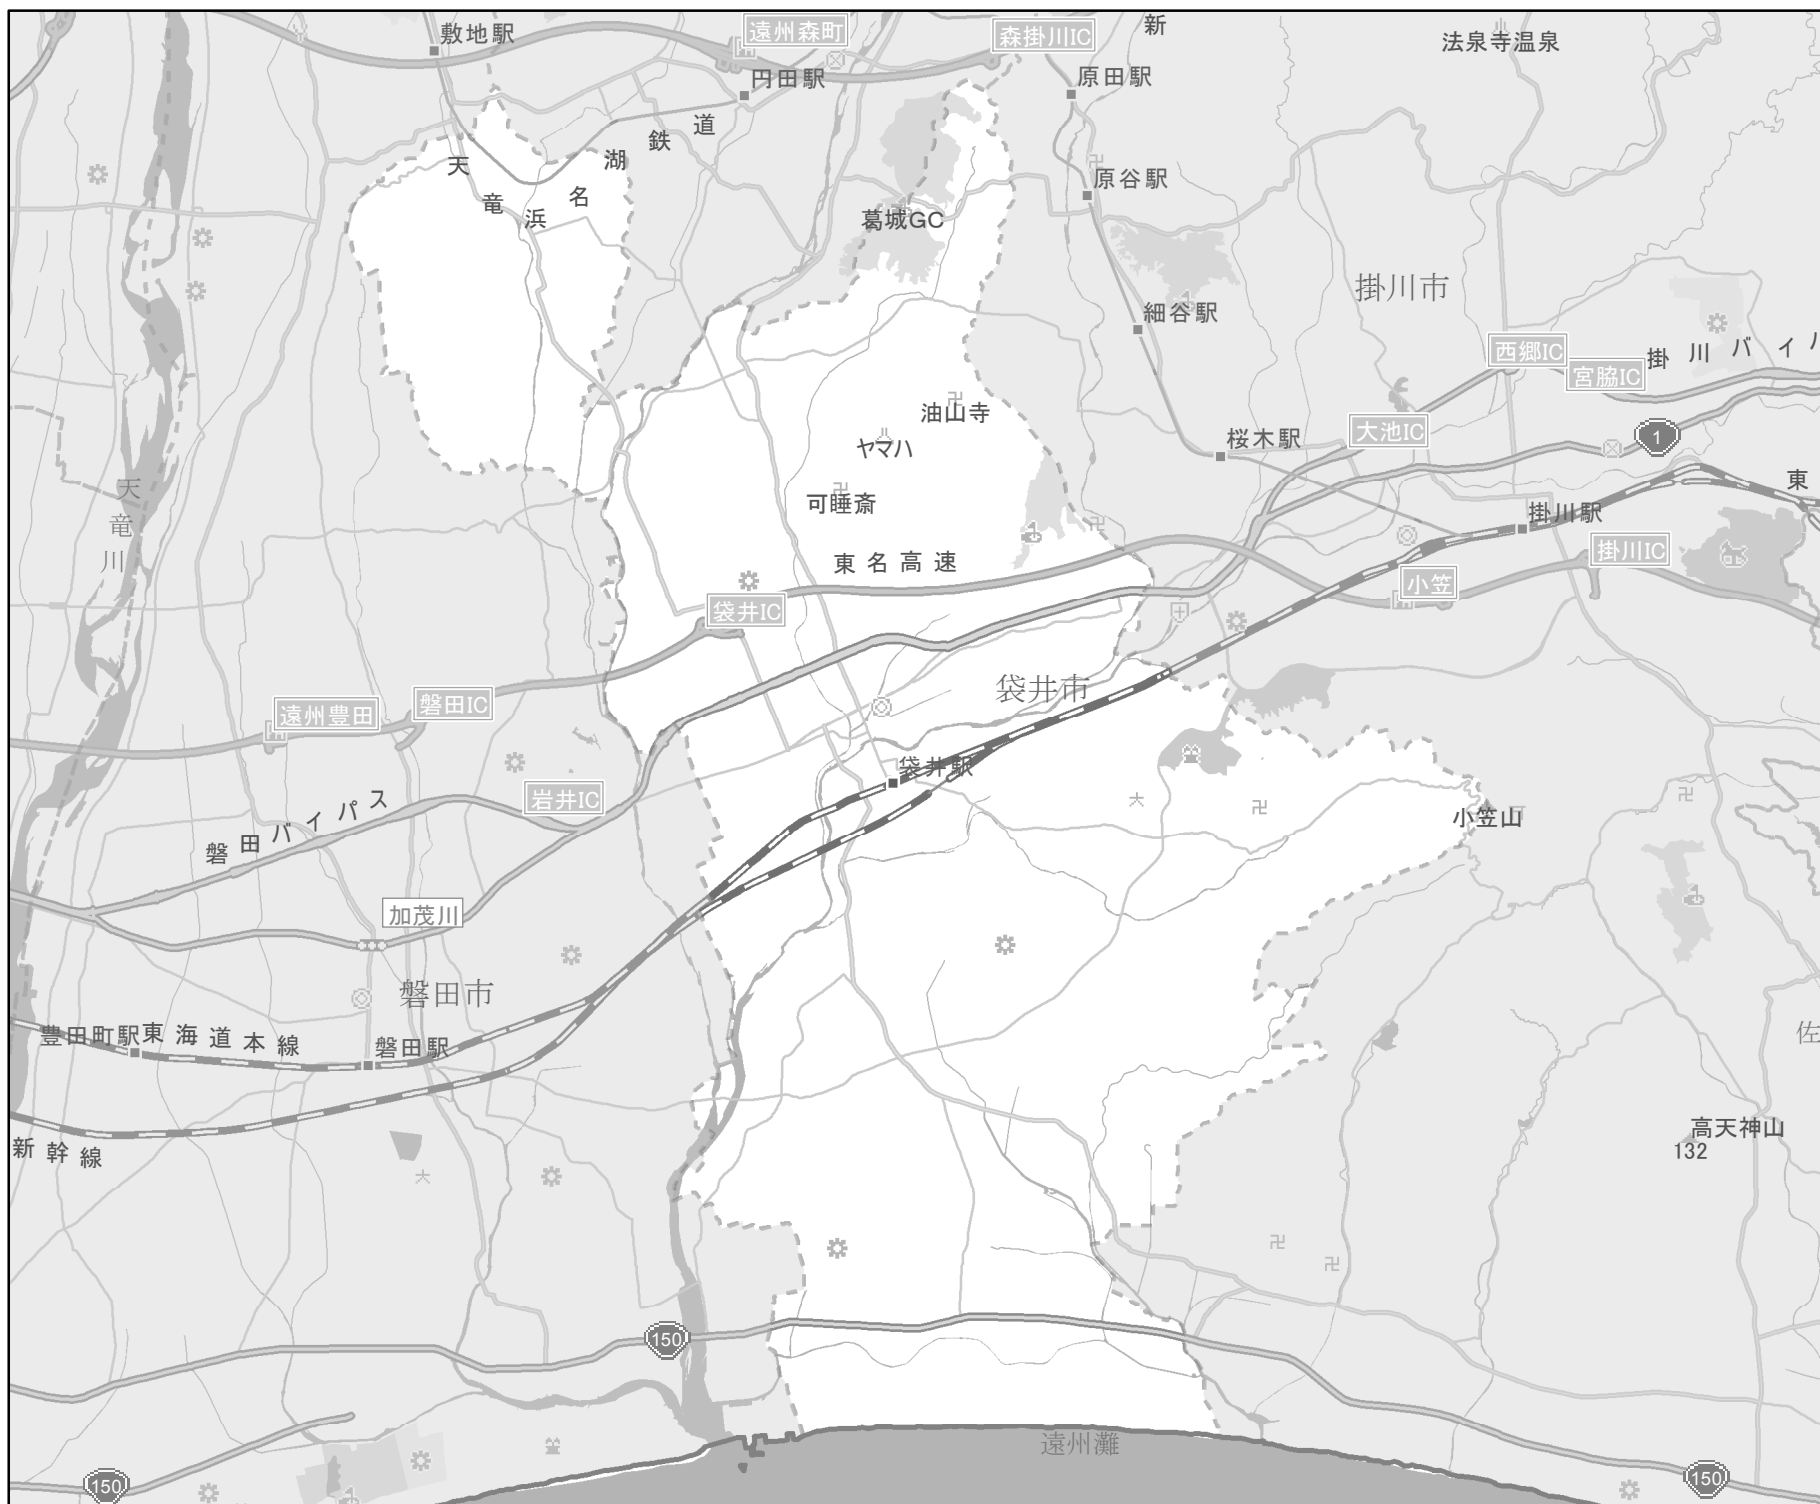 敷地駅
遠州森町
森掛川IC
新
法泉寺温泉
円田駅
原田駅
天竜浜名湖鉄道
原谷駅
葛城GC
掛川市
細谷駅
西郷IC
宮脇IC
掛川バイパ
油山寺
ヤマハ
桜木駅
大池IC
1
東
天竜川
可睡斎
掛川駅
東名高速
掛川IC
小笠
袋井IC
袋井市
磐田IC
遠州豊田
袋井駅
岩井IC
磐田バイパス
小笠山
加茂川
磐田市
豊田町駅
東海道本線
磐田駅
佐
新幹線
高天神山
132
150
遠州灘
150
150